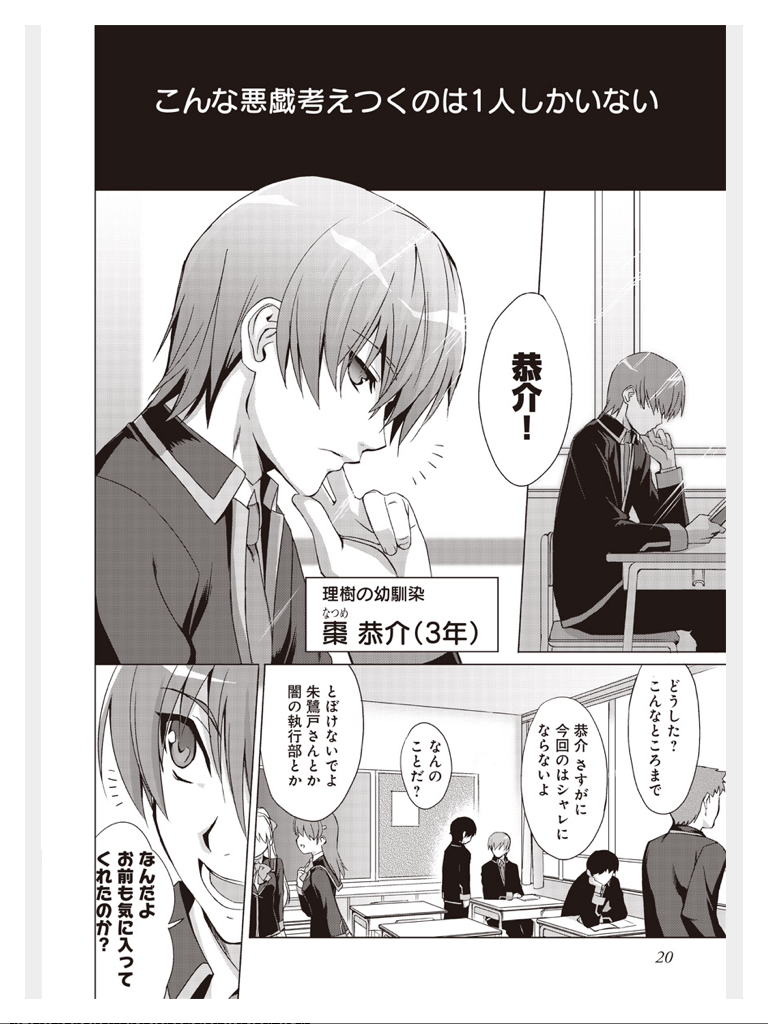 こんな悪戯考えつくのは1人しかいない
恭介!
理樹の幼馴染
なつめ
棗 恭介(3年)
どうした?
こんなところまで
恭介 さすがに
今回のはシャレに
ならないよ
なんの
ことだ?
とぼけないでよ
朱鷺戸さんとか
闇の執行部とか
なんだよ
お前も気に入って
くれたのか?
20